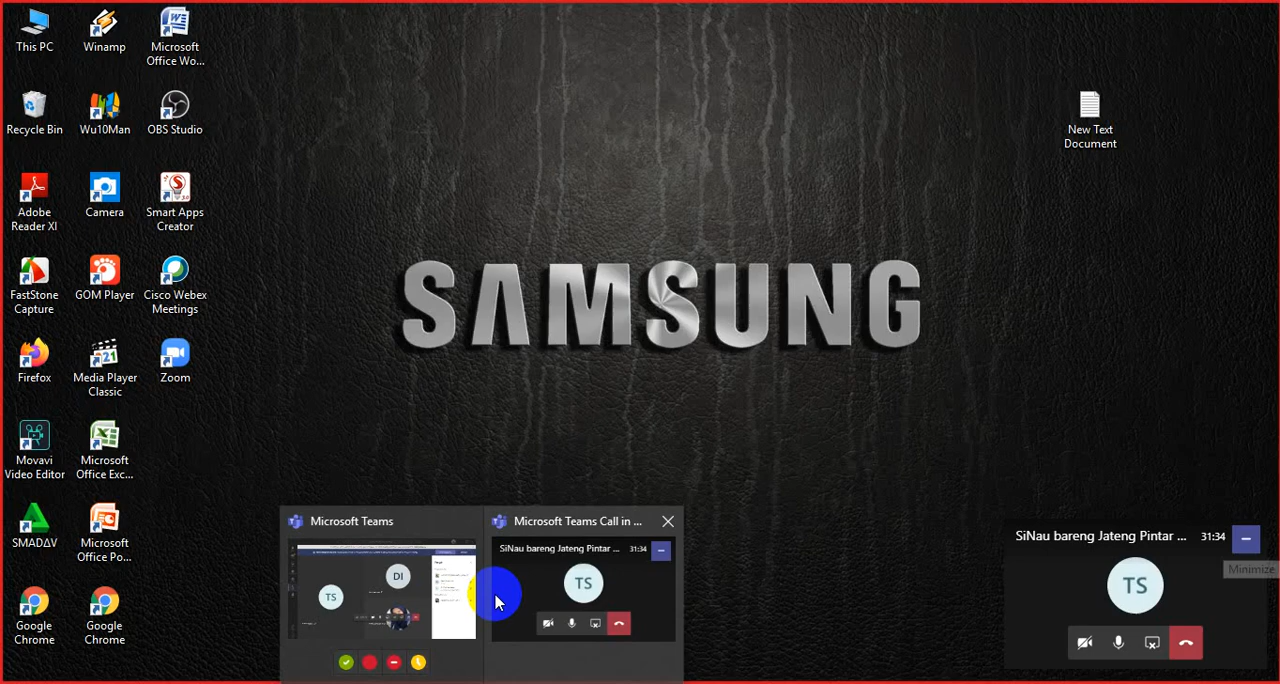 This PC
Winamp
Microsoft
Office Wo...
Recycle Bin
Wu10Man
OBS Studio
New Text
Document
Adobe
Reader XI
Camera
Smart Apps
Creator
SAMSUNG
FastStone
Capture
GOM Player
Cisco Webex
Meetings
Firefox
Media Player
Classic
Zoom
Movavi
Video Editor
Microsoft
Office Exc...
SMADΔV
Microsoft
Office Po...
Google
Chrome
Google
Chrome
Microsoft Teams
TS
DI
Microsoft Teams Call in ...
SiNau bareng Jateng Pintar ...
31:34
TS
SiNau bareng Jateng Pintar ...
31:34
Minimize
TS